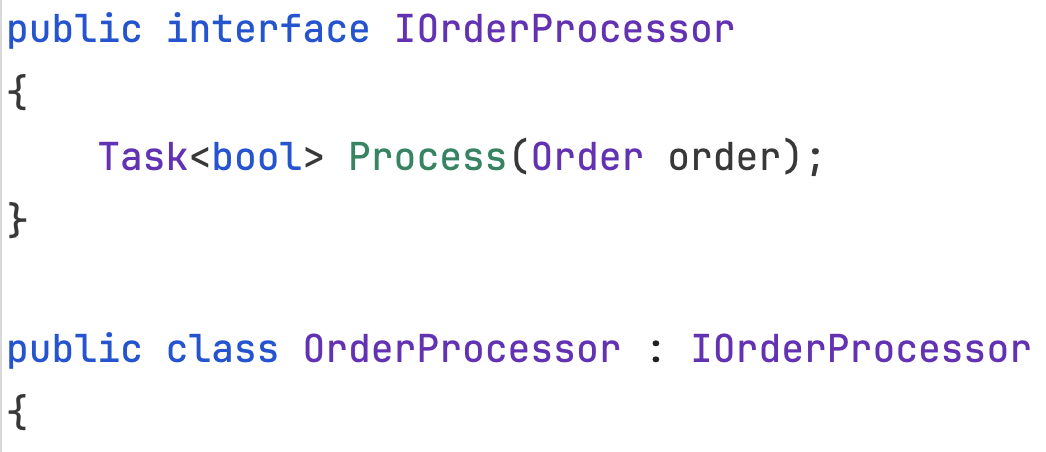 public interface IOrderProcessor
{
    Task<bool> Process(Order order);
}
public class OrderProcessor : IOrderProcessor
{